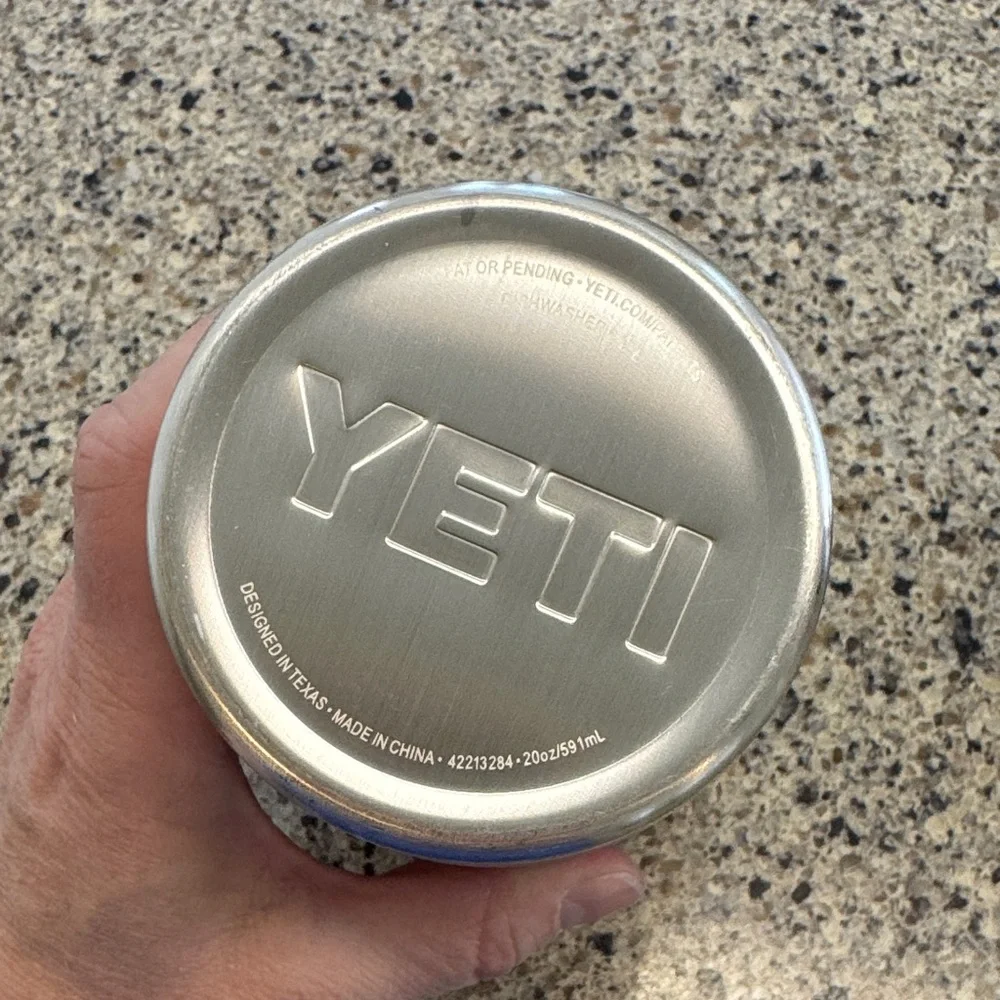 PAT OR PENDING • YETI.COM/PATENTS
DISHWASHER SAFE
YETI
DESIGNED IN TEXAS • MADE IN CHINA • 42213284 • 20oz/591mL